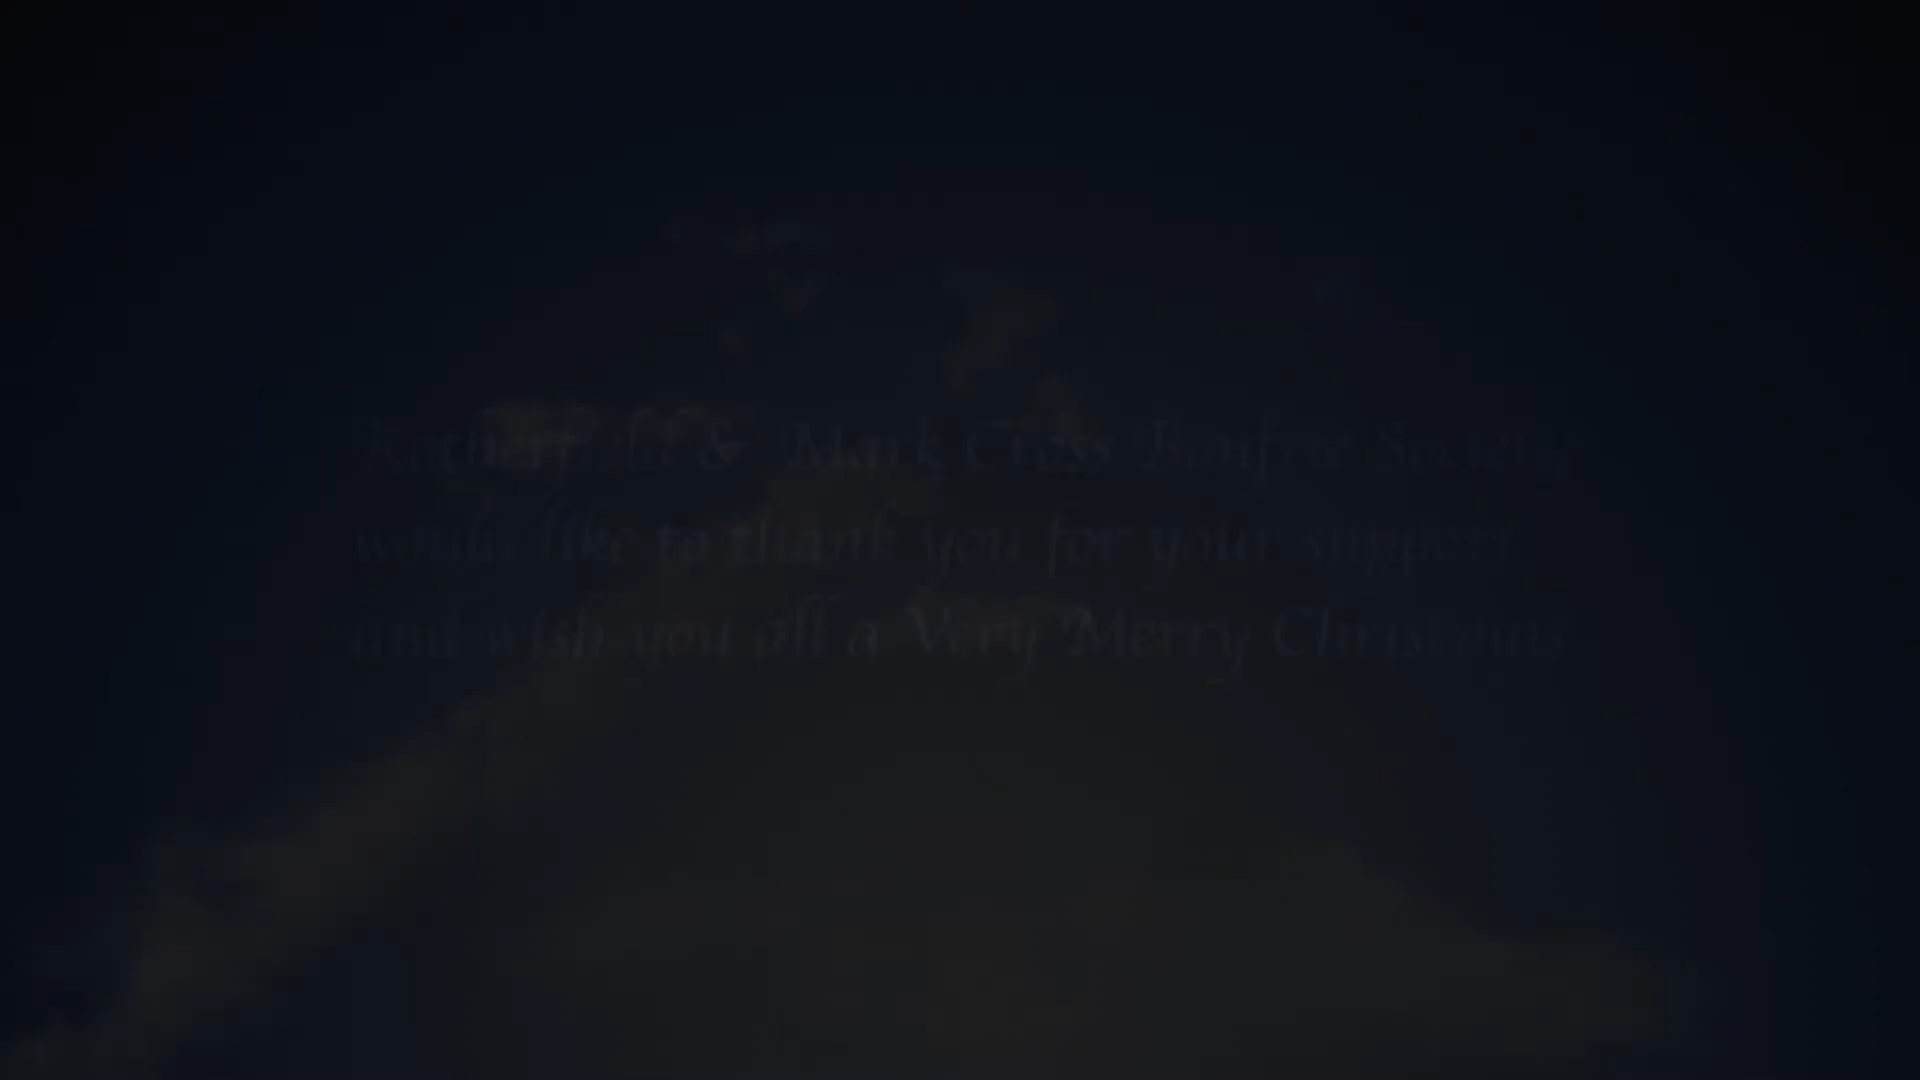 Rotherfield & Mark Cross Bonfire Society
would like to thank you for your support
and wish you all a Very Merry Christmas